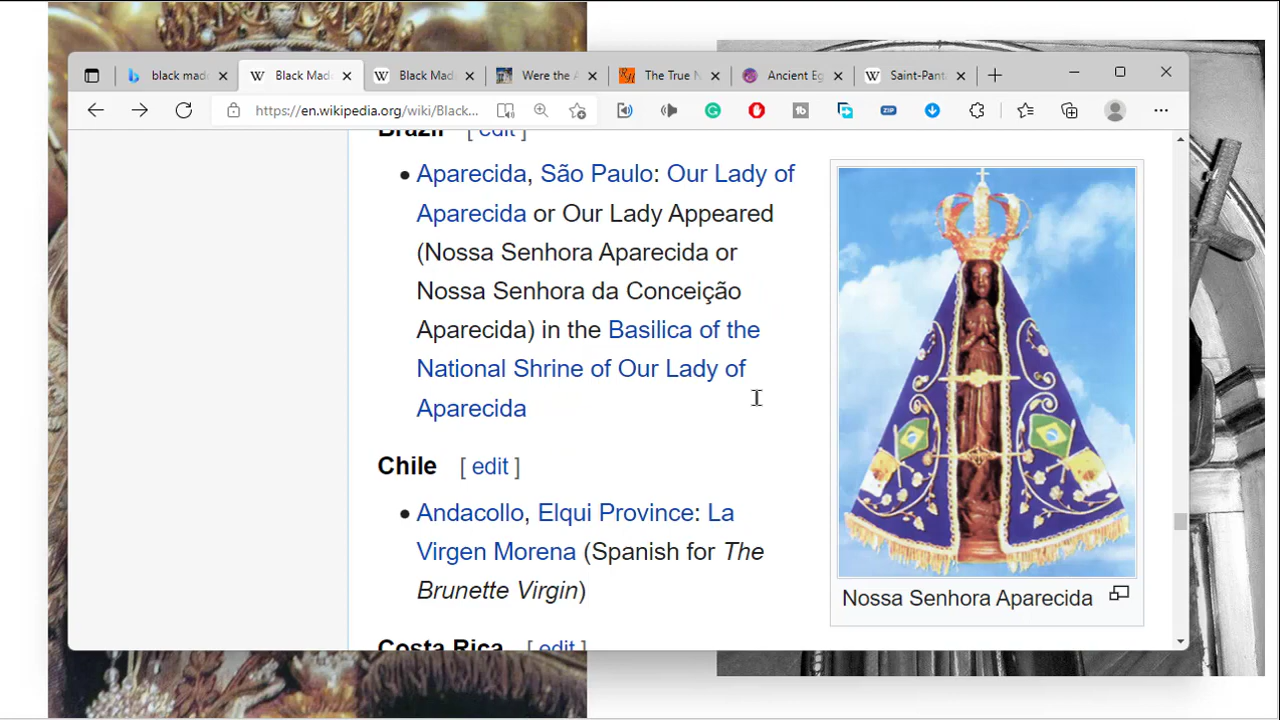 black mad
Black Mad
Black Mad
Were the A
The True N
Ancient Eg
Saint-Pant
https://en.wikipedia.org/wiki/Black...
ZIP
Brazil [ edit ]
• Aparecida, São Paulo: Our Lady of
Aparecida or Our Lady Appeared
(Nossa Senhora Aparecida or
Nossa Senhora da Conceição
Aparecida) in the Basilica of the
National Shrine of Our Lady of
Aparecida
Chile [ edit ]
• Andacollo, Elqui Province: La
Virgen Morena (Spanish for The
Brunette Virgin)
Costa Rica [ edit ]
Nossa Senhora Aparecida